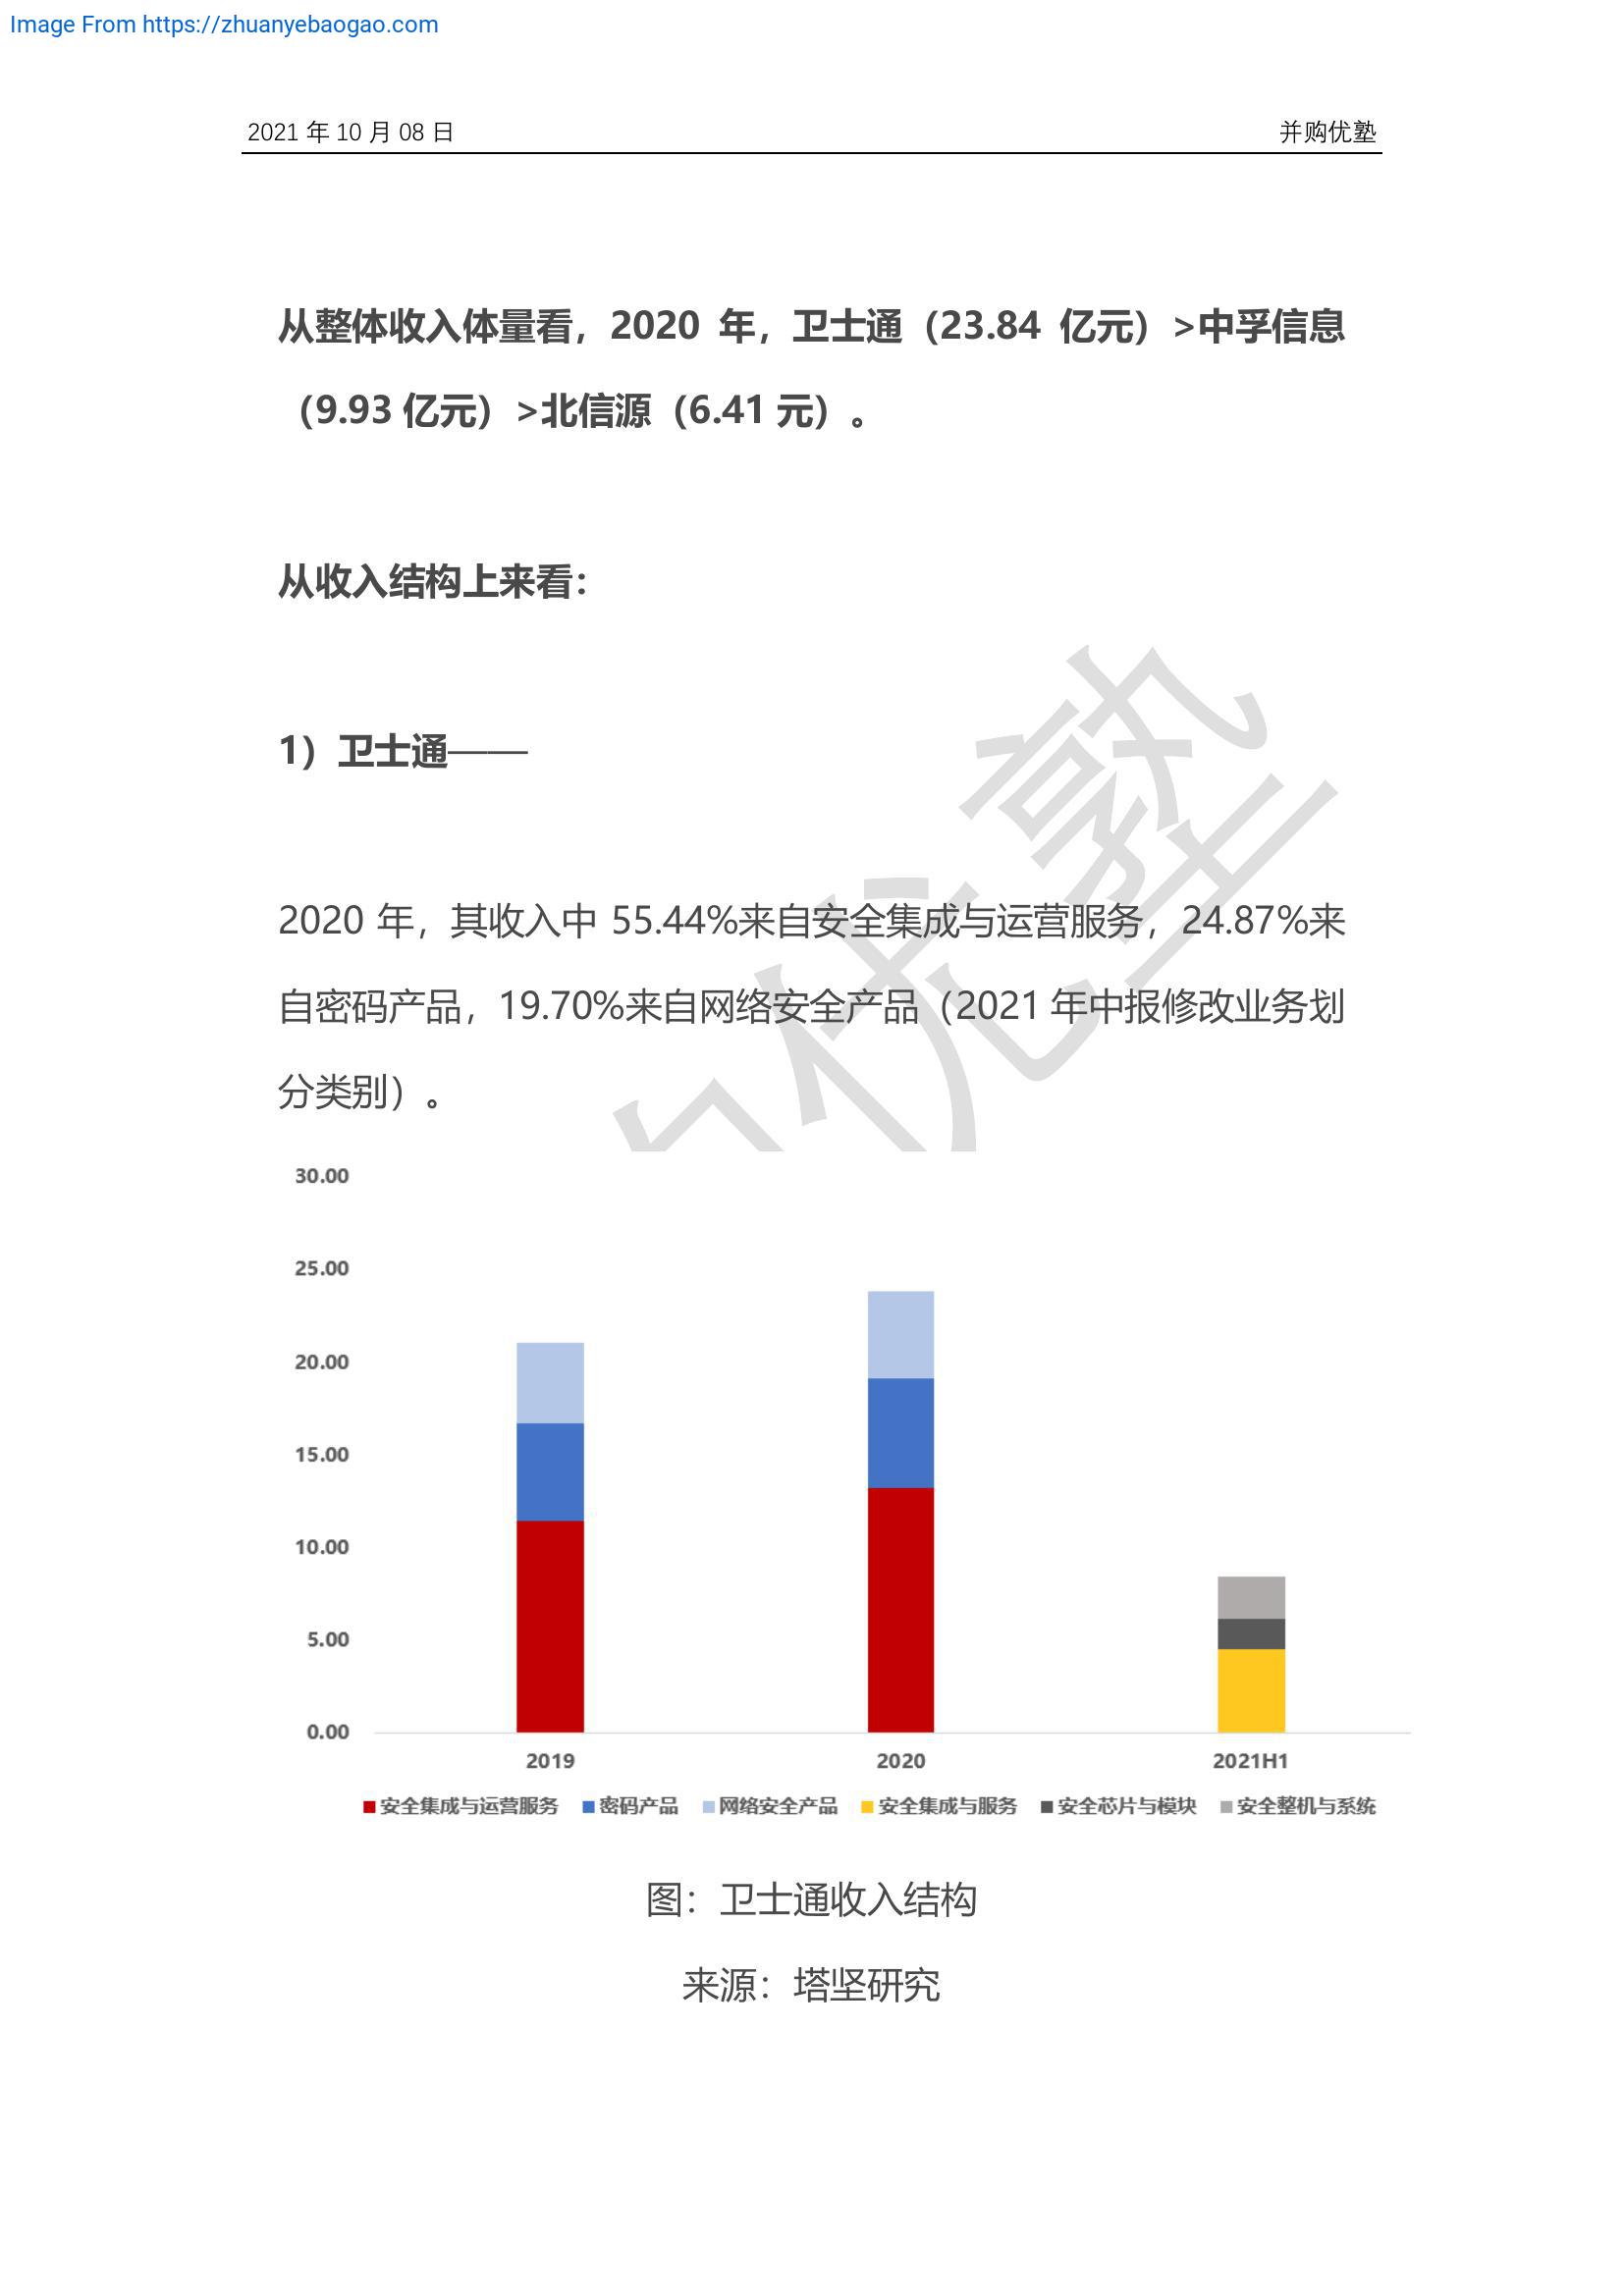 Image From https://zhuanyebaogao.com
2021 年 10 月 08 日 并购优塾
从整体收入体量看，2020 年，卫士通（23.84 亿元）>中孚信息
（9.93 亿元）>北信源（6.41 元）。
从收入结构上来看：
1）卫士通——
2020 年，其收入中 55.44%来自安全集成与运营服务，24.87%来
自密码产品，19.70%来自网络安全产品（2021 年中报修改业务划
分类别）。
优塾
30.00
25.00
20.00
15.00
10.00
5.00
0.00
2019 2020 2021H1
安全集成与运营服务 密码产品 网络安全产品 安全集成与服务 安全芯片与模块 安全整机与系统
图：卫士通收入结构
来源：塔坚研究